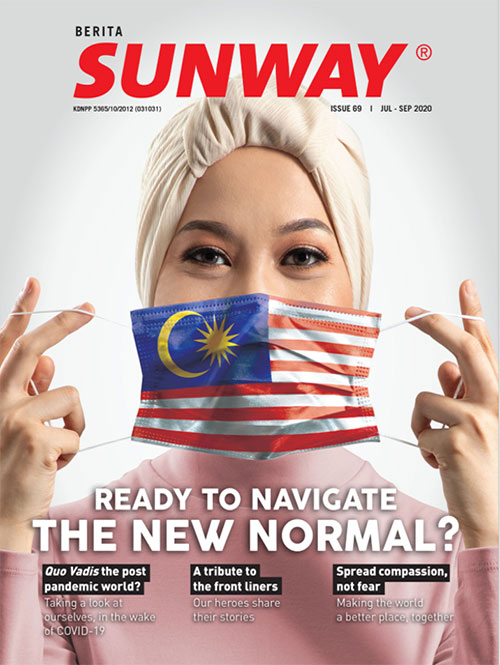 BERITA
SUNWAY®
KDNPP 5365/10/2012 (031031)
ISSUE 69 | JUL - SEP 2020
READY TO NAVIGATE
THE NEW NORMAL?
Quo Vadis the post
pandemic world?
Taking a look at
ourselves, in the wake
of COVID-19
A tribute to
the front liners
Our heroes share
their stories
Spread compassion,
not fear
Making the world
a better place, together